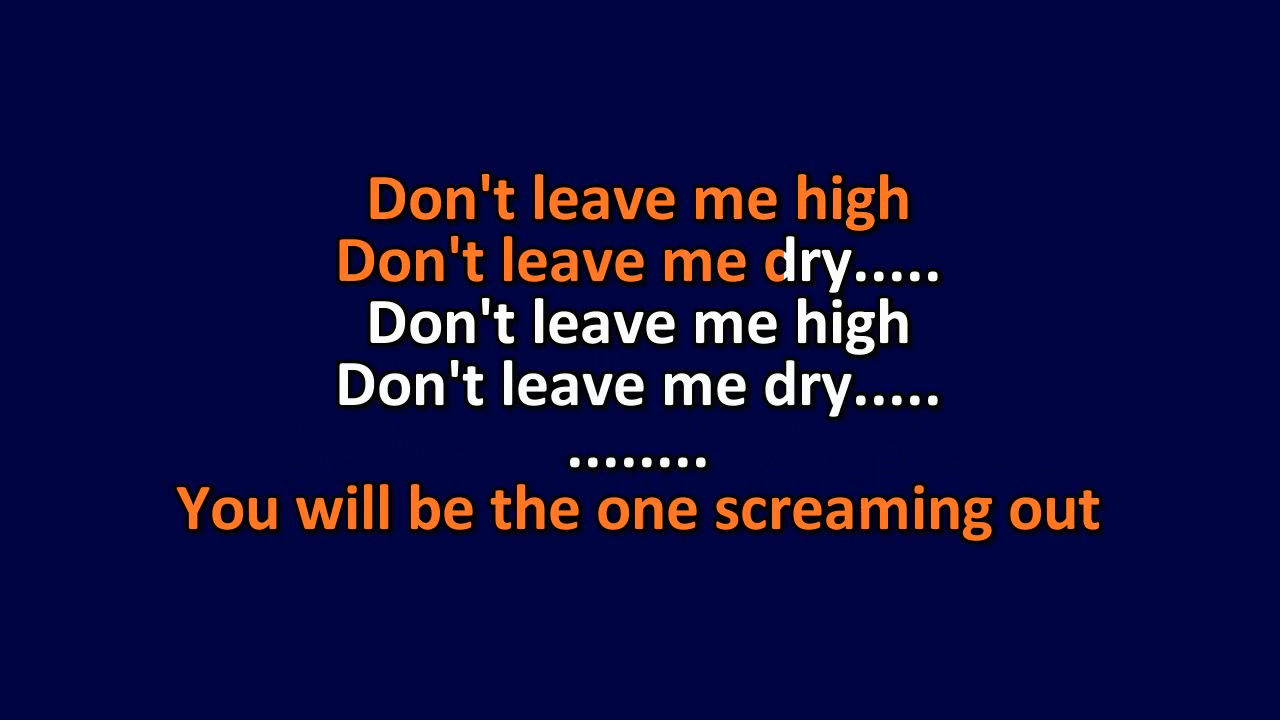 Don't leave me high
Don't leave me dry.....
Don't leave me high
Don't leave me dry.....
........
You will be the one screaming out